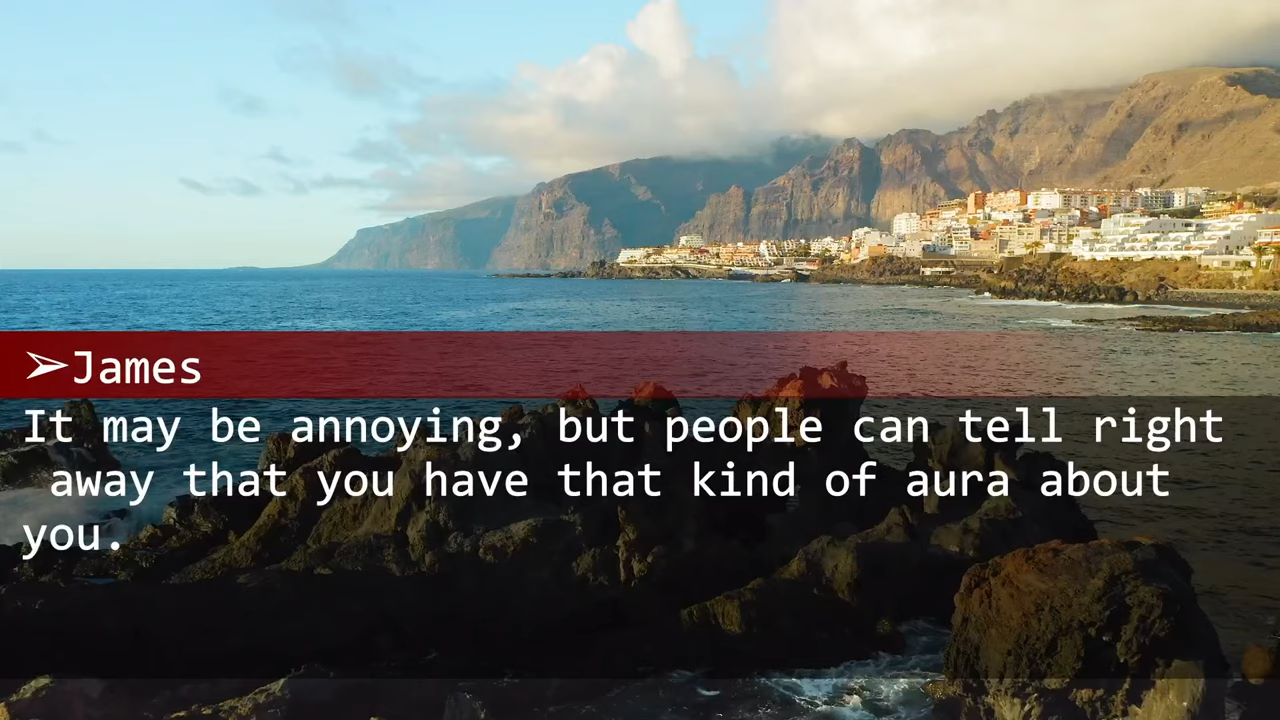 ➢James
It may be annoying, but people can tell right
away that you have that kind of aura about
you.